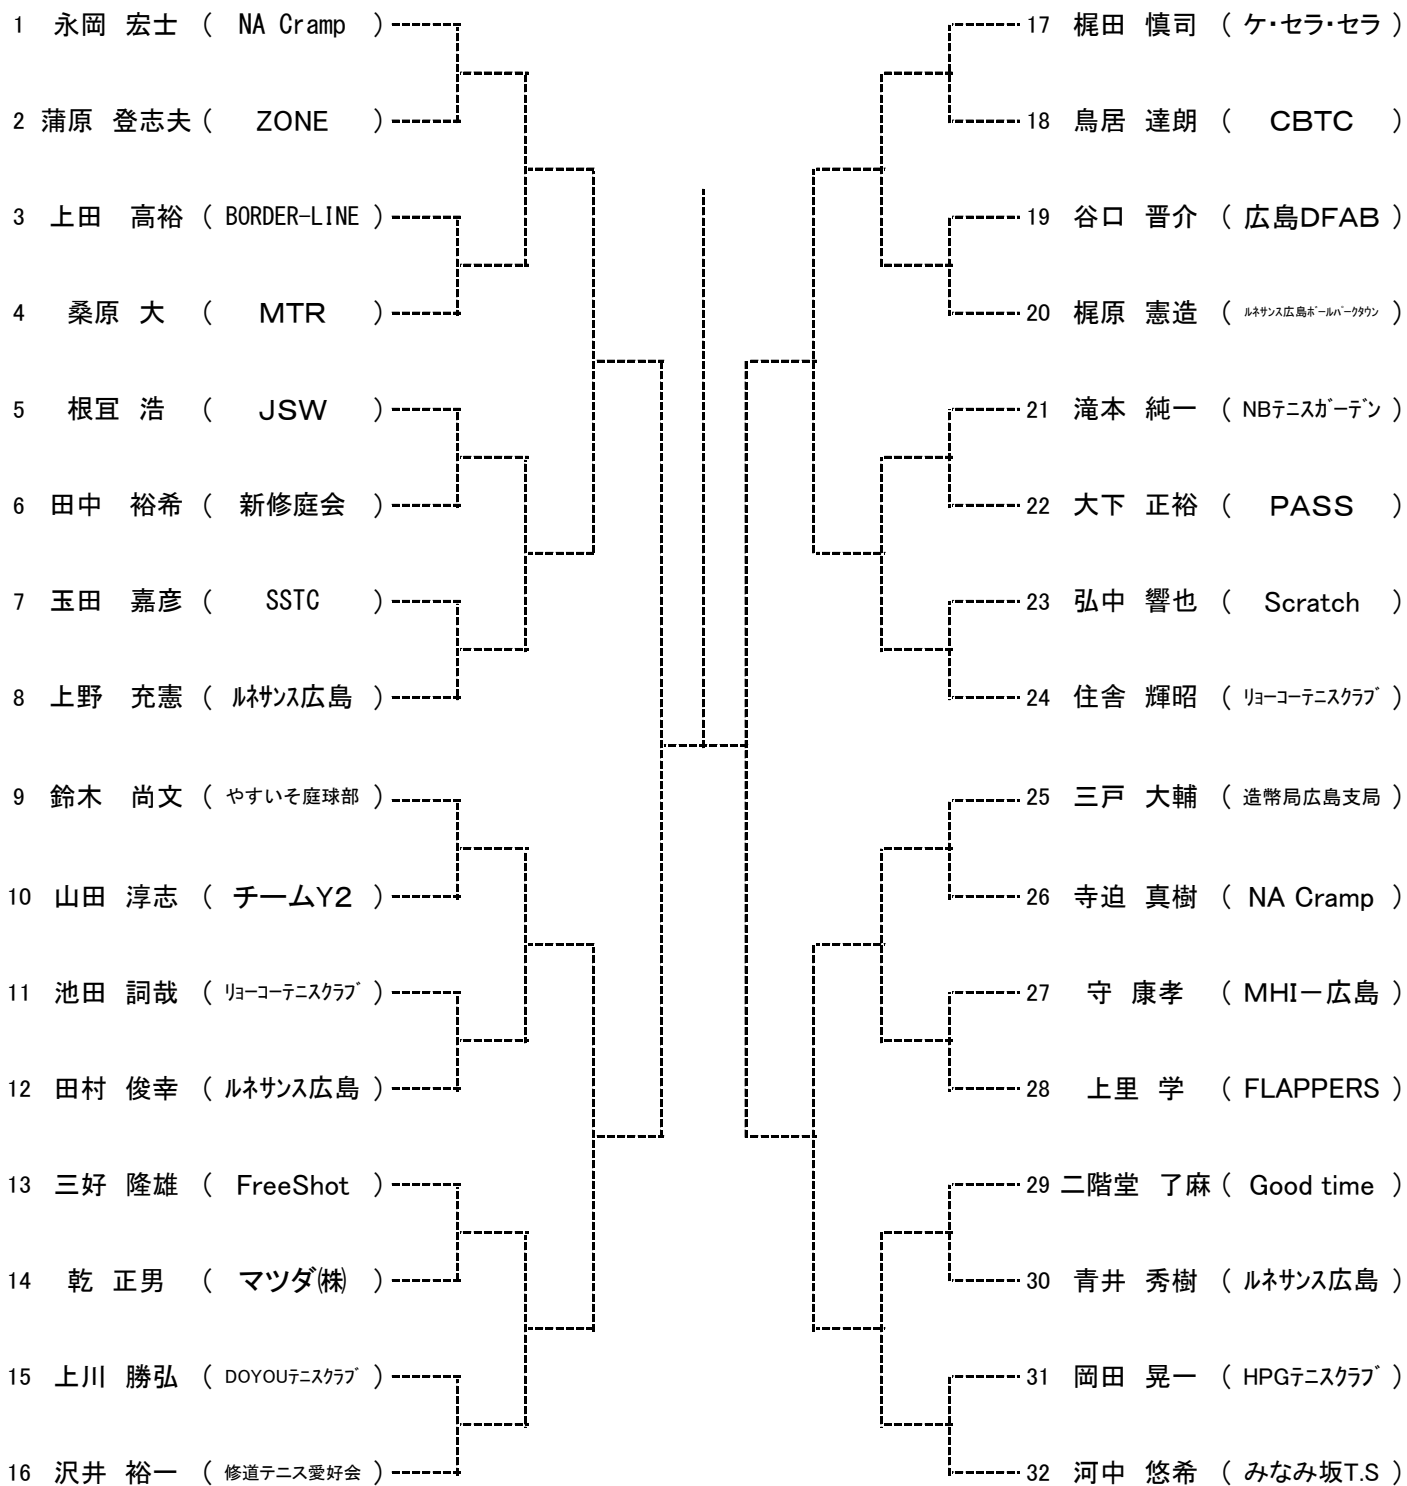 1 永岡 宏士 ( NA Cramp )
2 蒲原 登志夫 ( ZONE )
3 上田 高裕 ( BORDER-LINE )
4 桑原 大 ( MTR )
5 根冝 浩 ( JSW )
6 田中 裕希 ( 新修庭会 )
7 玉田 嘉彦 ( SSTC )
8 上野 充憲 ( ﾙﾈｻﾝｽ広島 )
9 鈴木 尚文 ( やすいそ庭球部 )
10 山田 淳志 ( チームY2 )
11 池田 詞哉 ( ﾘｮｰｺｰﾃﾆｽｸﾗﾌﾞ )
12 田村 俊幸 ( ﾙﾈｻﾝｽ広島 )
13 三好 隆雄 ( FreeShot )
14 乾 正男 ( マツダ㈱ )
15 上川 勝弘 ( DOYOUﾃﾆｽｸﾗﾌﾞ )
16 沢井 裕一 ( 修道テニス愛好会 )
17 梶田 慎司 ( ケ・セラ・セラ )
18 鳥居 達朗 ( CBTC )
19 谷口 晋介 ( 広島DFAB )
20 梶原 憲造 ( ﾙﾈｻﾝｽ広島ﾎﾞｰﾙﾊﾟｰｸﾀｳﾝ )
21 滝本 純一 ( NBﾃﾆｽｶﾞｰﾃﾞﾝ )
22 大下 正裕 ( PASS )
23 弘中 響也 ( Scratch )
24 住舎 輝昭 ( ﾘｮｰｺｰﾃﾆｽｸﾗﾌﾞ )
25 三戸 大輔 ( 造幣局広島支局 )
26 寺迫 真樹 ( NA Cramp )
27 守 康孝 ( MHI－広島 )
28 上里 学 ( FLAPPERS )
29 二階堂 了麻 ( Good time )
30 青井 秀樹 ( ﾙﾈｻﾝｽ広島 )
31 岡田 晃一 ( HPGﾃﾆｽｸﾗﾌﾞ )
32 河中 悠希 ( みなみ坂T.S )